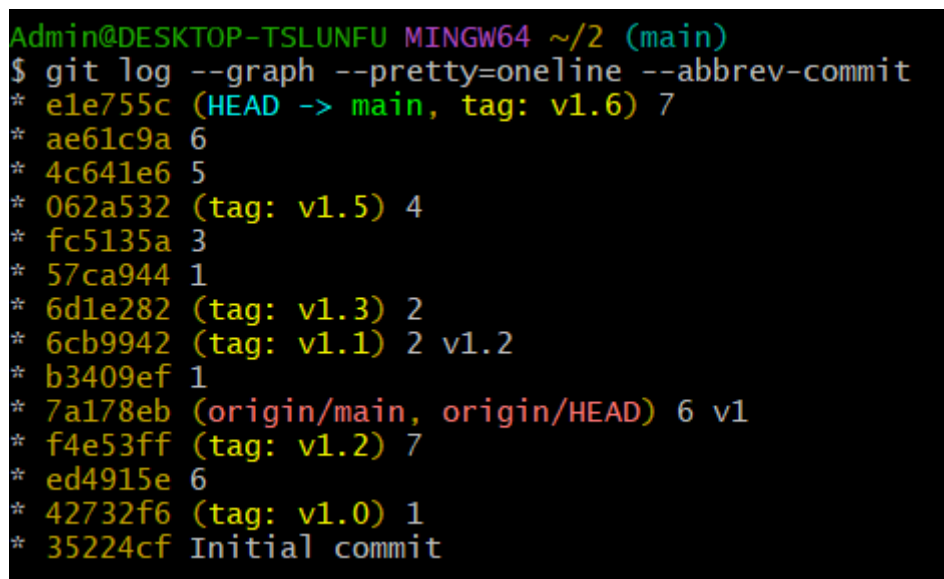 Admin@DESKTOP-TSLUNFU MINGW64 ~/2 (main)
$ git log --graph --pretty=oneline --abbrev-commit
* e1e755c (HEAD -> main, tag: v1.6) 7
* ae61c9a 6
* 4c641e6 5
* 062a532 (tag: v1.5) 4
* fc5135a 3
* 57ca944 1
* 6d1e282 (tag: v1.3) 2
* 6cb9942 (tag: v1.1) 2 v1.2
* b3409ef 1
* 7a178eb (origin/main, origin/HEAD) 6 v1
* f4e53ff (tag: v1.2) 7
* ed4915e 6
* 42732f6 (tag: v1.0) 1
* 35224cf Initial commit